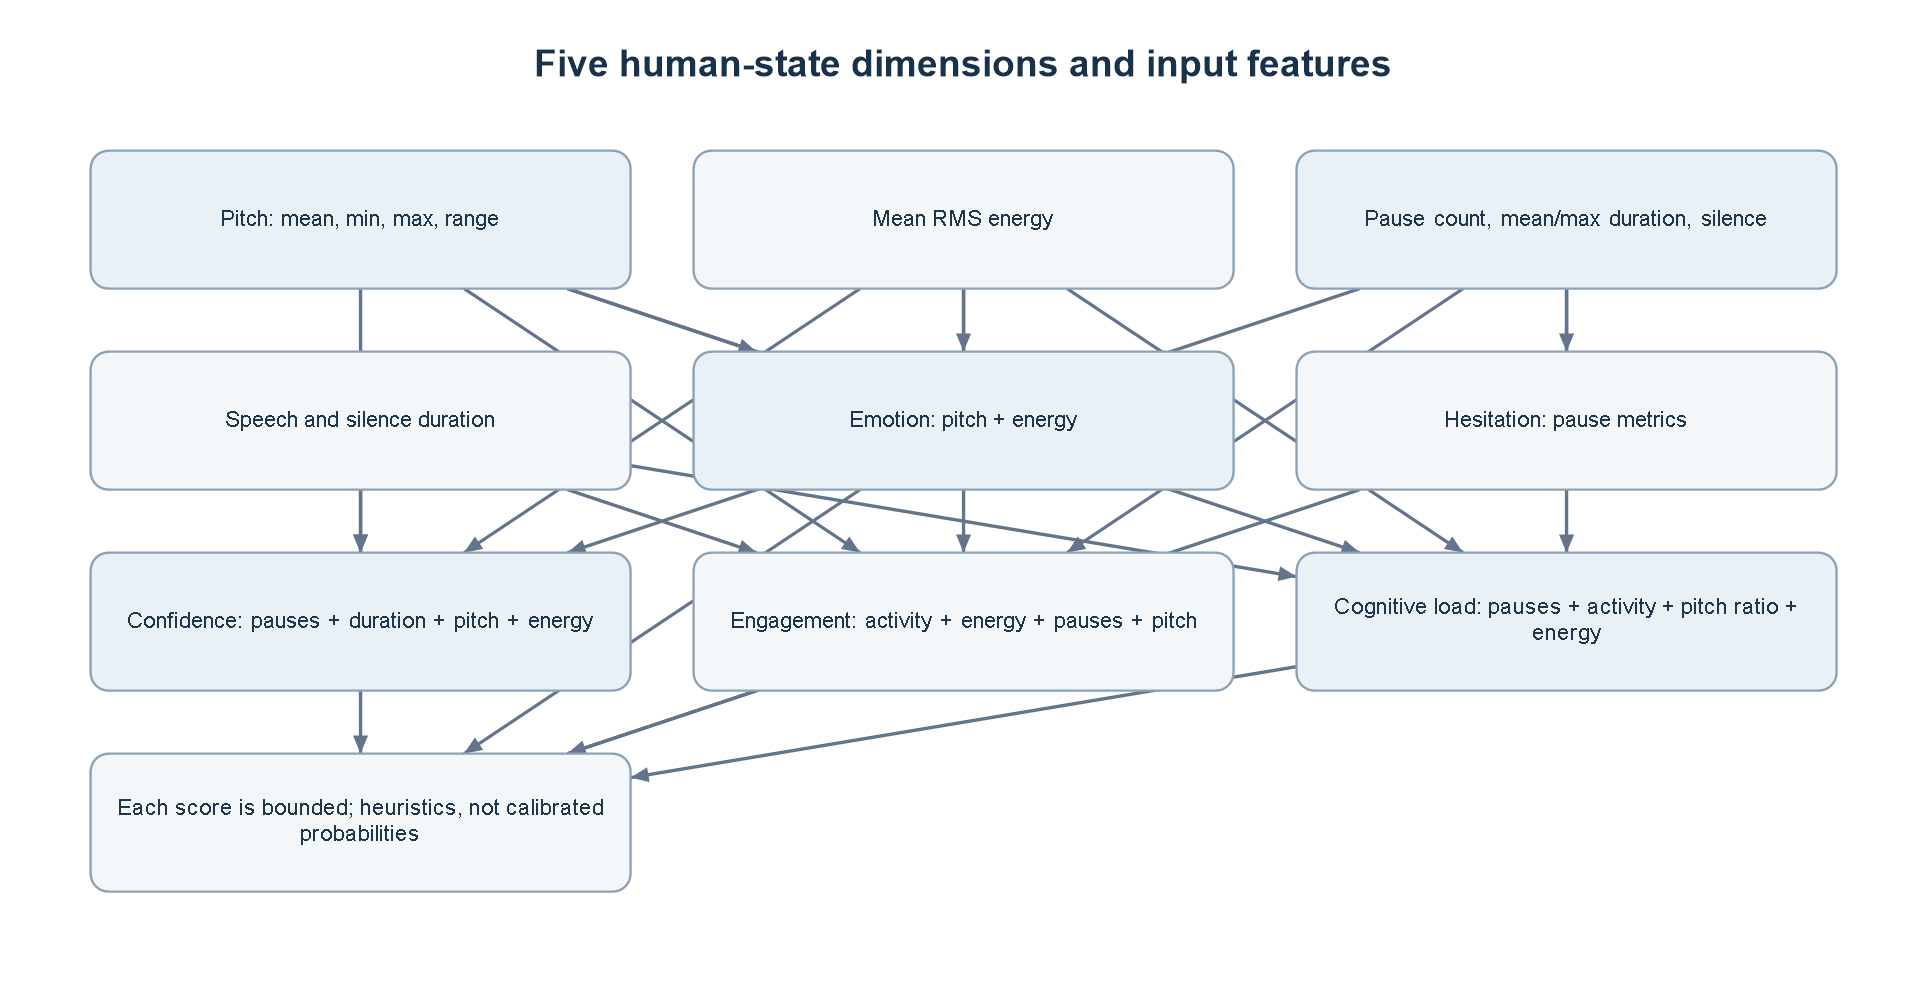 Five human-state dimensions and input features
Pitch: mean, min, max, range
Mean RMS energy
Pause count, mean/max duration, silence
Speech and silence duration
Emotion: pitch + energy
Hesitation: pause metrics
Confidence: pauses + duration + pitch + energy
Engagement: activity + energy + pauses + pitch
Cognitive load: pauses + activity + pitch ratio +
energy
Each score is bounded; heuristics, not calibrated
probabilities